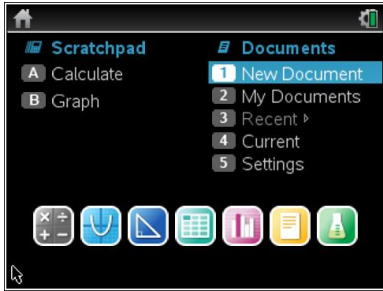 Scratchpad
A Calculate
B Graph
Documents
1 New Document
2 My Documents
3 Recent ▸
4 Current
5 Settings